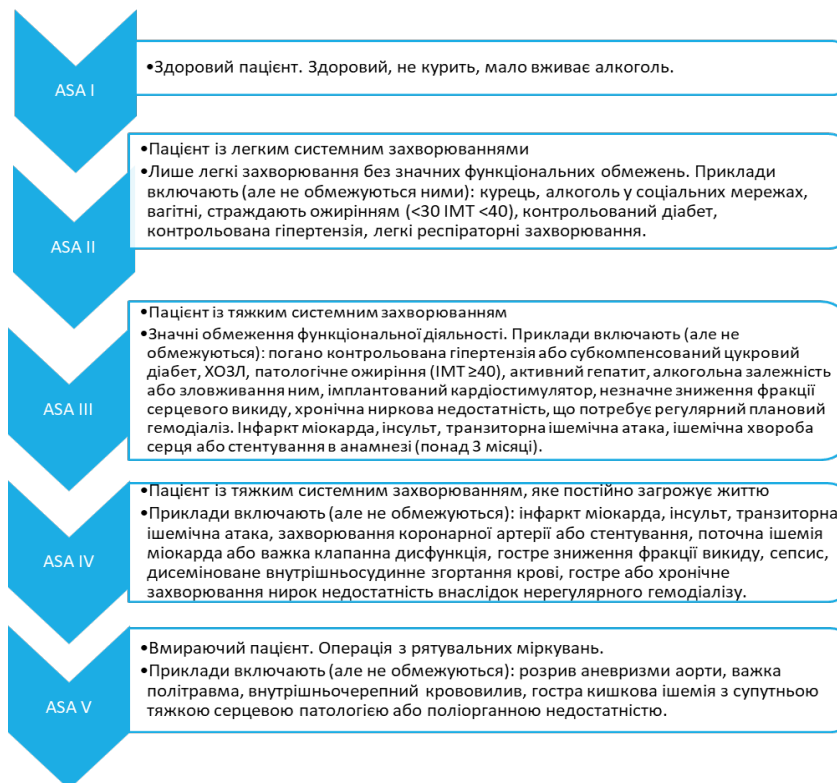 ASA I
•Здоровий пацієнт. Здоровий, не курить, мало вживає алкоголь.
ASA II
•Пацієнт із легким системним захворюваннями
•Лише легкі захворювання без значних функціональних обмежень. Приклади
включають (але не обмежуються ними): курець, алкоголь у соціальних мережах,
вагітні, страждають ожирінням (<30 ІМТ <40), контрольований діабет,
контрольована гіпертензія, легкі респіраторні захворювання.
ASA III
•Пацієнт із тяжким системним захворюванням
•Значні обмеження функціональної діяльності. Приклади включають (але не
обмежуються): погано контрольована гіпертензія або субкомпенсований цукровий
діабет, ХОЗЛ, патологічне ожиріння (ІМТ ≥40), активний гепатит, алкогольна залежність
або зловживання ним, імплантований кардіостимулятор, незначне зниження фракції
серцевого викиду, хронічна ниркова недостатність, що потребує регулярний плановий
гемодіаліз. Інфаркт міокарда, інсульт, транзиторна ішемічна атака, ішемічна хвороба
серця або стентування в анамнезі (понад 3 місяці).
ASA IV
•Пацієнт із тяжким системним захворюванням, яке постійно загрожує життю
•Приклади включають (але не обмежуються): інфаркт міокарда, інсульт, транзиторна
ішемічна атака, захворювання коронарної артерії або стентування, поточна ішемія
міокарда або важка клапанна дисфункція, гостре зниження фракції викиду, сепсис,
дисеміноване внутрішньосудинне згортання крові, гостре або хронічне
захворювання нирок недостатність внаслідок нерегулярного гемодіалізу.
ASA V
•Вмираючий пацієнт. Операція з рятувальних міркувань.
•Приклади включають (але не обмежуються): розрив аневризми аорти, важка
політравма, внутрішньочерепний крововилив, гостра кишкова ішемія з супутньою
тяжкою серцевою патологією або поліорганною недостатністю.